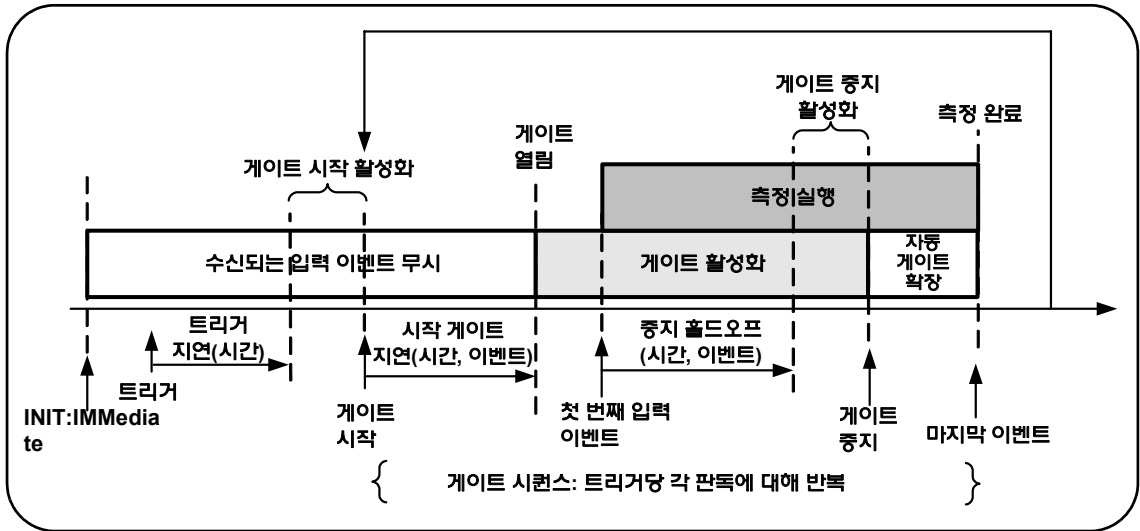 게이트 중지
활성화
측정 완료
게이트
열림
게이트 시작 활성화
측정 실행
수신되는 입력 이벤트 무시
게이트 활성화
자동
게이트
확장
트리거
지연(시간)
시작 게이트
지연(시간, 이벤트)
중지 홀드오프
(시간, 이벤트)
트리거
INIT:IMMedia
te
게이트
시작
첫 번째 입력
이벤트
게이트
중지
마지막 이벤트
게이트 시퀀스: 트리거당 각 판독에 대해 반복